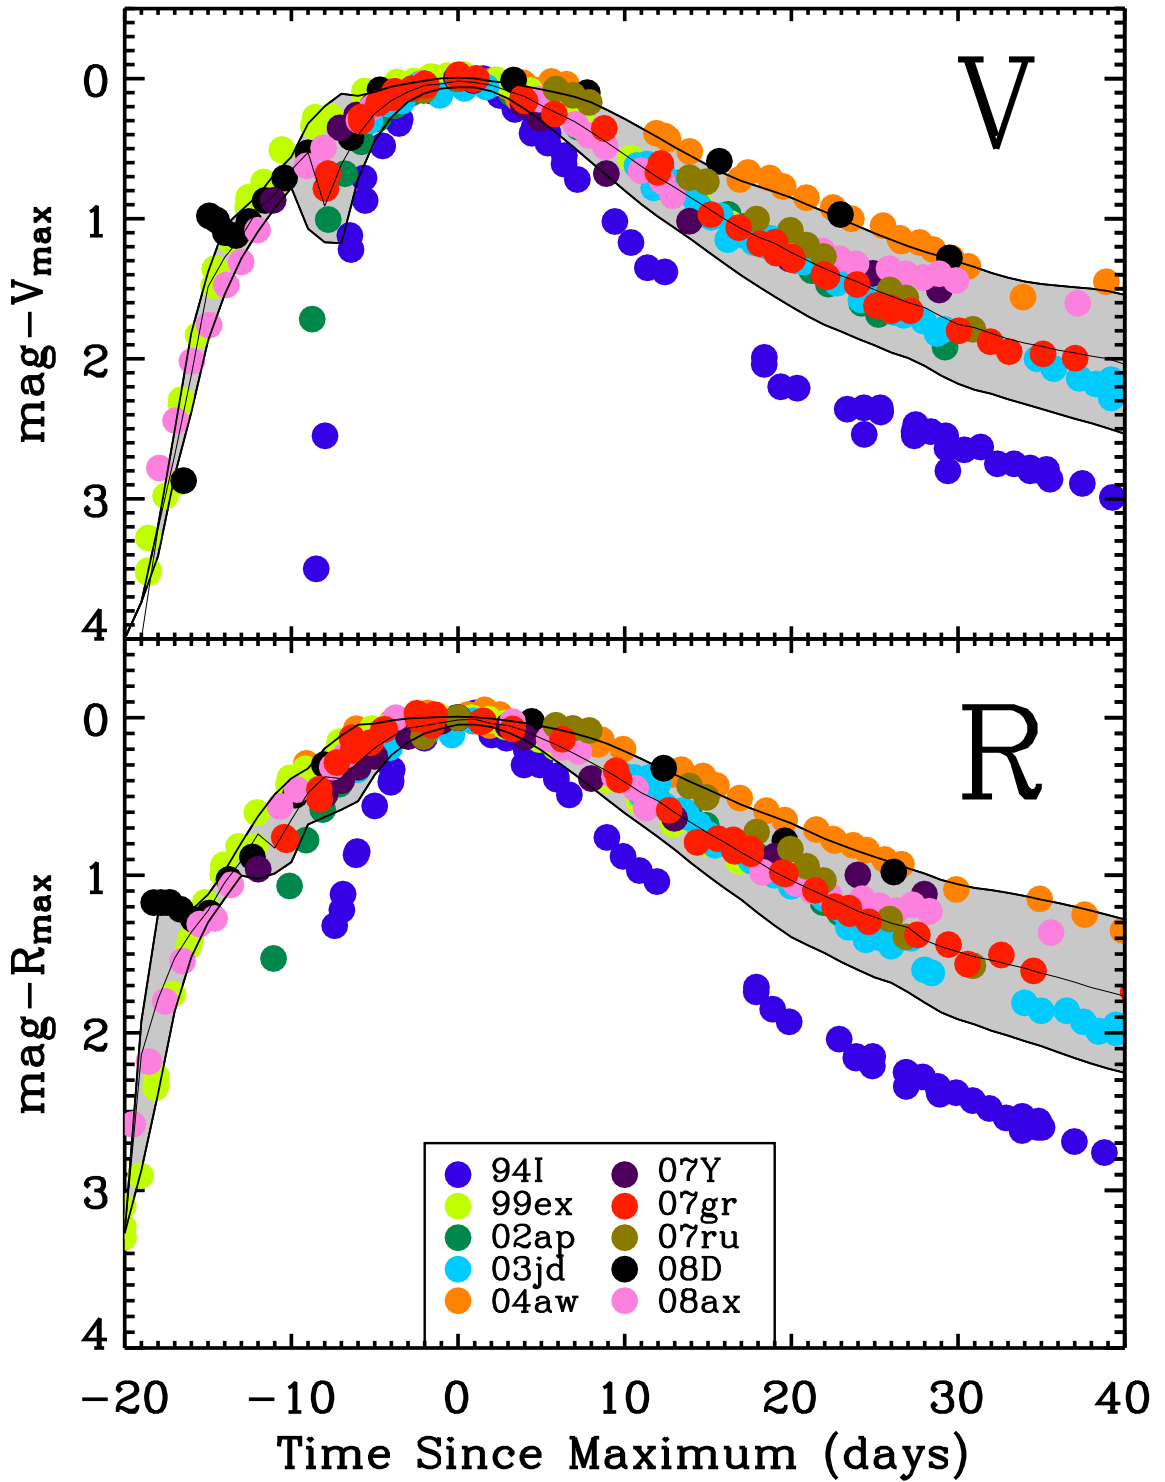 V
0
1
2
3
4
mag-Vmax
R
0
1
2
3
4
mag-Rmax
94I 07Y
99ex 07gr
02ap 07ru
03jd 08D
04aw 08ax
-20 -10 0 10 20 30 40
Time Since Maximum (days)